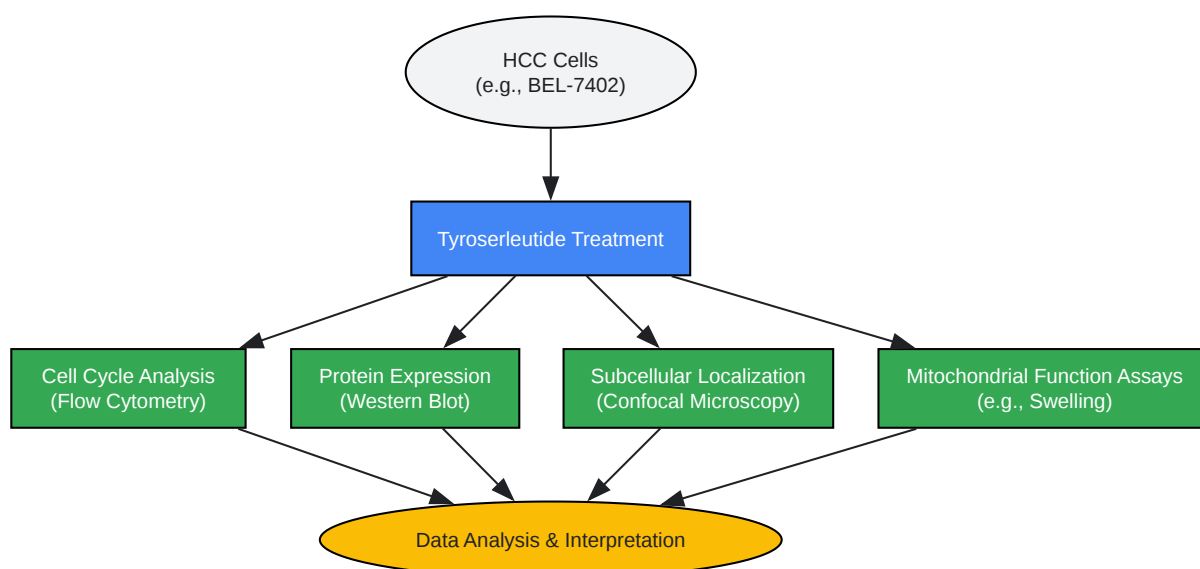 HCC Cells
(e.g., BEL-7402)
Tyroserleutide Treatment
Cell Cycle Analysis
(Flow Cytometry)
Protein Expression
(Western Blot)
Subcellular Localization
(Confocal Microscopy)
Mitochondrial Function Assays
(e.g., Swelling)
Data Analysis & Interpretation